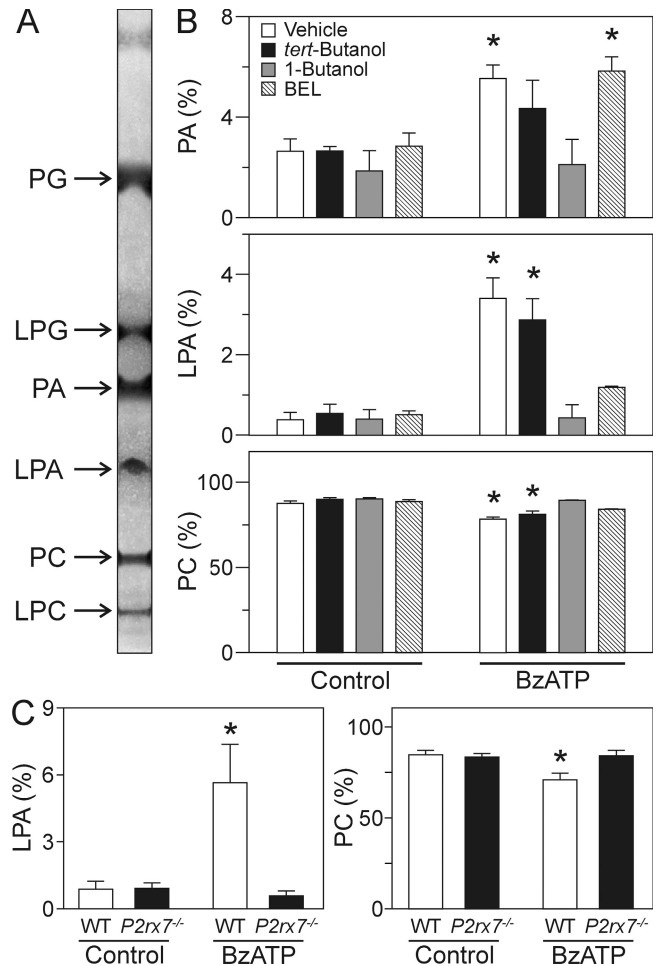 A
PG
LPG
PA
LPA
PC
LPC
B
Vehicle
tert-Butanol
1-Butanol
BEL
PA (%)
8
4
0
*
*
LPA (%)
4
2
0
*
*
PC (%)
100
50
0
*
*
Control
BzATP
C
LPA (%)
9
6
3
0
*
WT P2rx7-/- WT P2rx7-/-
Control BzATP
PC (%)
100
50
0
*
WT P2rx7-/- WT P2rx7-/-
Control BzATP